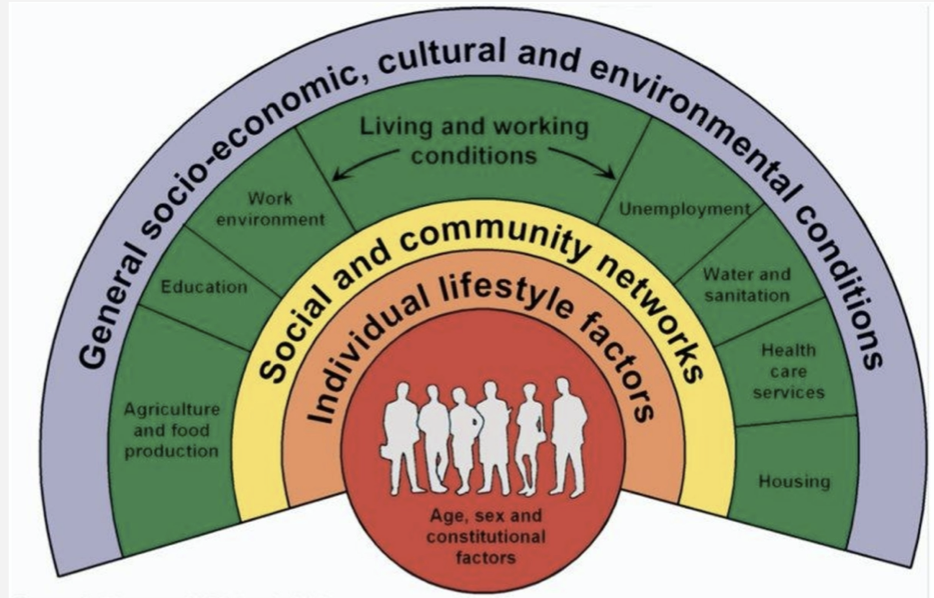 General socio-economic, cultural and environmental conditions
Living and working
conditions
Work
environment
Unemployment
Education
Water and
sanitation
Agriculture
and food
production
Health
care
services
Housing
Social and community networks
Individual lifestyle factors
Age, sex and
constitutional
factors